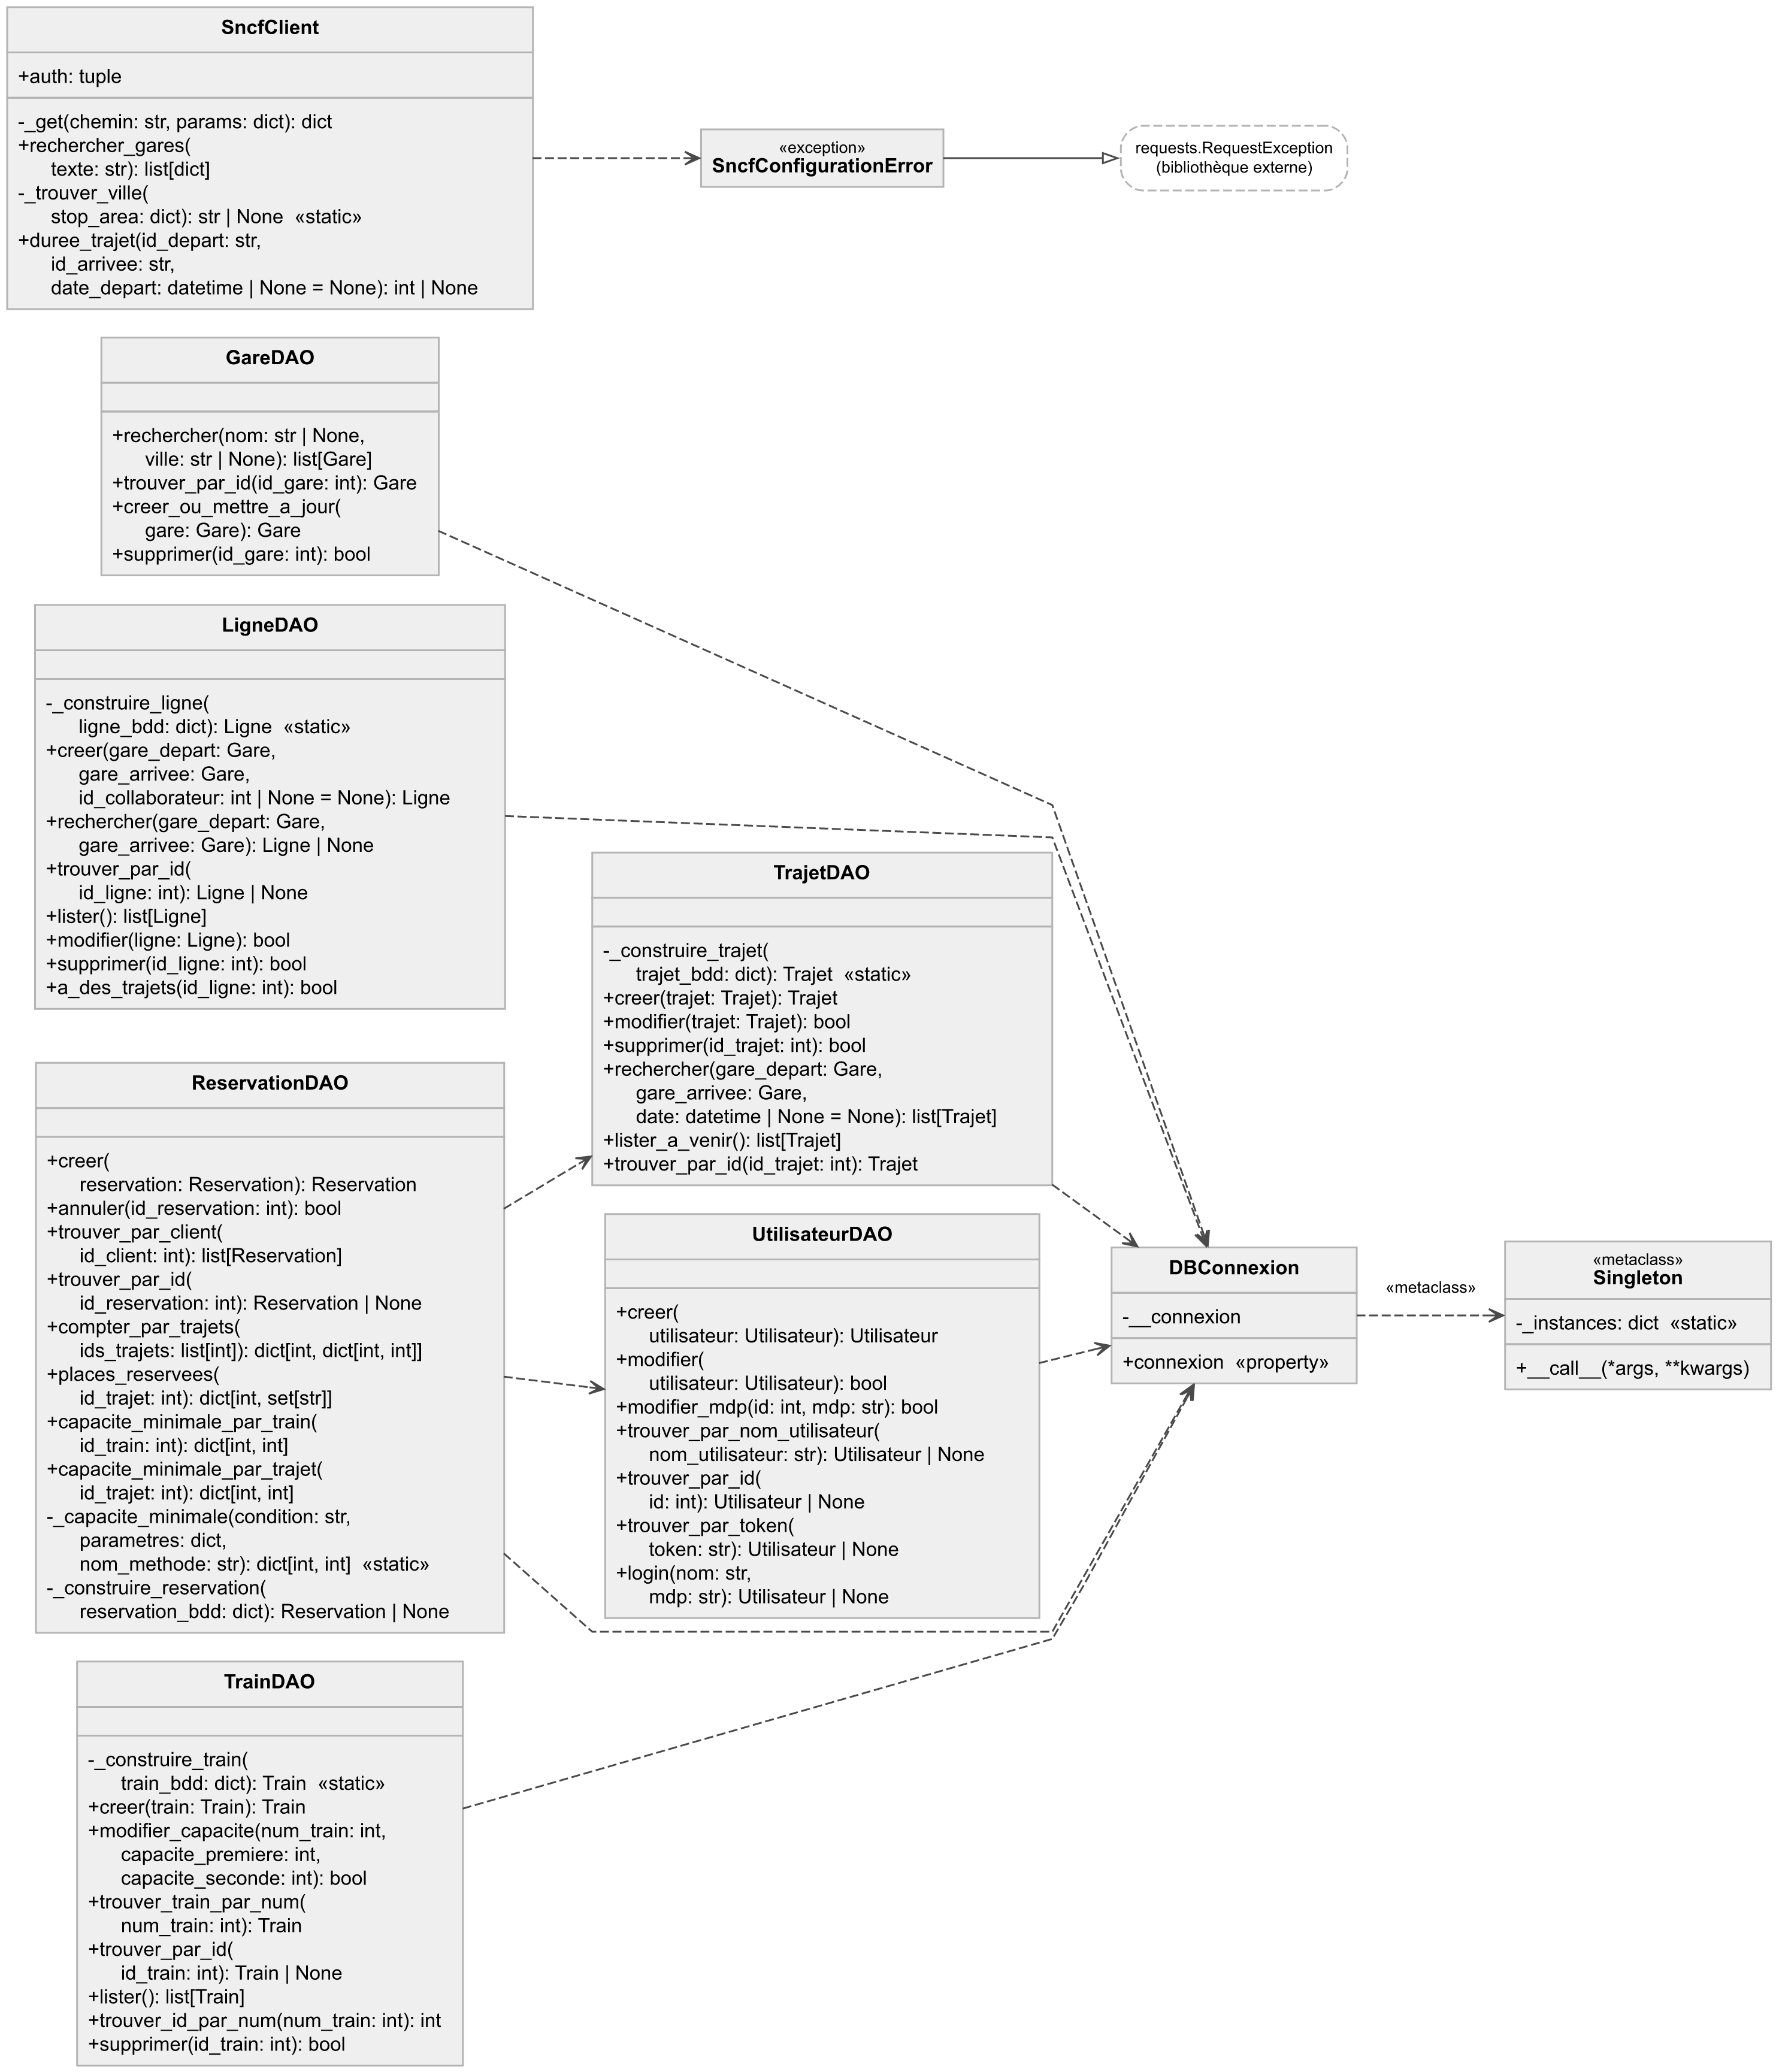 SncfClient
+auth: tuple
-_get(chemin: str, params: dict): dict
+rechercher_gares(
texte: str): list[dict]
-_trouver_ville(
stop_area: dict): str | None «static»
+duree_trajet(id_depart: str,
id_arrivee: str,
date_depart: datetime | None = None): int | None
«exception»
SncfConfigurationError
requests.RequestException
(bibliothèque externe)
GareDAO
+rechercher(nom: str | None,
ville: str | None): list[Gare]
+trouver_par_id(id_gare: int): Gare
+creer_ou_mettre_a_jour(
gare: Gare): Gare
+supprimer(id_gare: int): bool
LigneDAO
-_construire_ligne(
ligne_bdd: dict): Ligne «static»
+creer(gare_depart: Gare,
gare_arrivee: Gare,
id_collaborateur: int | None = None): Ligne
+rechercher(gare_depart: Gare,
gare_arrivee: Gare): Ligne | None
+trouver_par_id(
id_ligne: int): Ligne | None
+lister(): list[Ligne]
+modifier(ligne: Ligne): bool
+supprimer(id_ligne: int): bool
+a_des_trajets(id_ligne: int): bool
TrajetDAO
-_construire_trajet(
trajet_bdd: dict): Trajet «static»
+creer(trajet: Trajet): Trajet
+modifier(trajet: Trajet): bool
+supprimer(id_trajet: int): bool
+rechercher(gare_depart: Gare,
gare_arrivee: Gare,
date: datetime | None = None): list[Trajet]
+lister_a_venir(): list[Trajet]
+trouver_par_id(id_trajet: int): Trajet
ReservationDAO
+creer(
reservation: Reservation): Reservation
+annuler(id_reservation: int): bool
+trouver_par_client(
id_client: int): list[Reservation]
+trouver_par_id(
id_reservation: int): Reservation | None
+compter_par_trajets(
ids_trajets: list[int]): dict[int, dict[int, int]]
+places_reservees(
id_trajet: int): dict[int, set[str]]
+capacite_minimale_par_train(
id_train: int): dict[int, int]
+capacite_minimale_par_trajet(
id_trajet: int): dict[int, int]
-_capacite_minimale(condition: str,
parametres: dict,
nom_methode: str): dict[int, int] «static»
-_construire_reservation(
reservation_bdd: dict): Reservation | None
UtilisateurDAO
+creer(
utilisateur: Utilisateur): Utilisateur
+modifier(
utilisateur: Utilisateur): bool
+modifier_mdp(id: int, mdp: str): bool
+trouver_par_nom_utilisateur(
nom_utilisateur: str): Utilisateur | None
+trouver_par_id(
id: int): Utilisateur | None
+trouver_par_token(
token: str): Utilisateur | None
+login(nom: str,
mdp: str): Utilisateur | None
DBConnexion
-__connexion
+connexion «property»
«metaclass»
«metaclass»
Singleton
-_instances: dict «static»
+__call__(*args, **kwargs)
TrainDAO
-_construire_train(
train_bdd: dict): Train «static»
+creer(train: Train): Train
+modifier_capacite(num_train: int,
capacite_premiere: int,
capacite_seconde: int): bool
+trouver_train_par_num(
num_train: int): Train
+trouver_par_id(
id_train: int): Train | None
+lister(): list[Train]
+trouver_id_par_num(num_train: int): int
+supprimer(id_train: int): bool